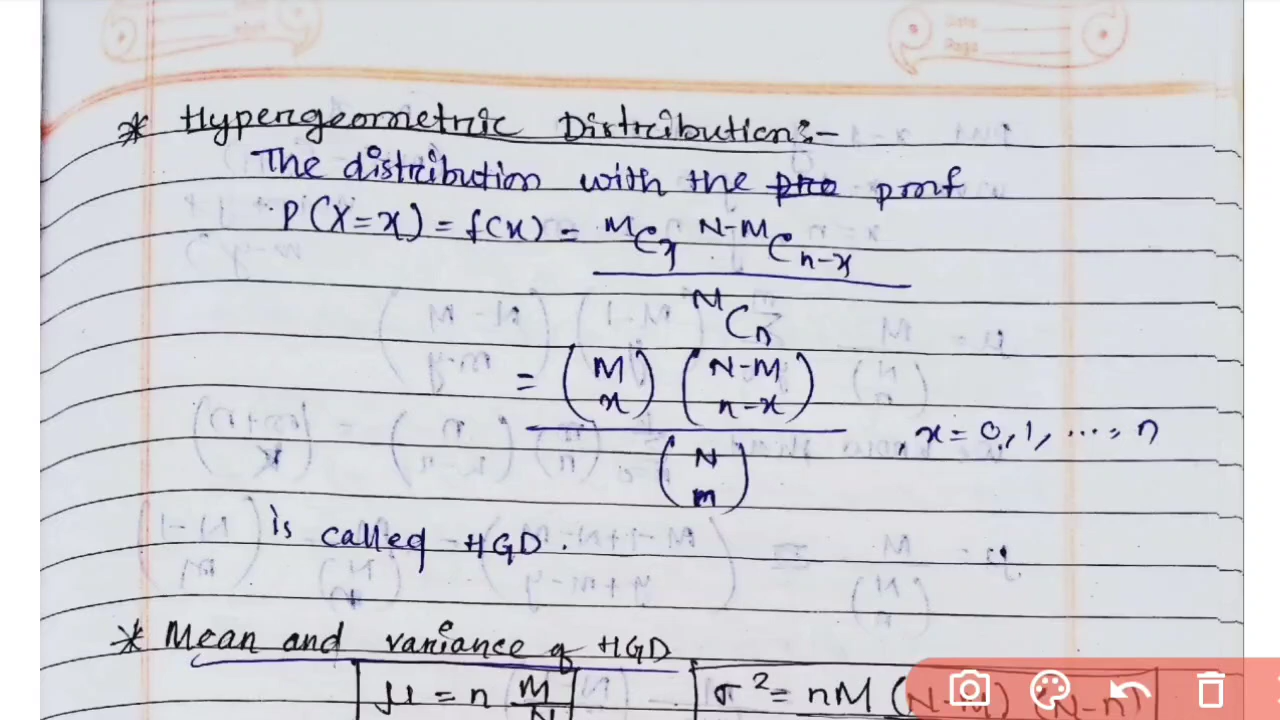 * Hypergeometric Distribution:-
The distribution with the pmf
P(X=x) = f(x) = ᴹCₓ ᴺ⁻ᴹCₙ₋ₓ
ᴺCₙ
= (M x) (N-M n-x)
x = 0, 1, ..., n
(N m)
is called HGD.
* Mean and variance of HGD
μ = n M/N σ² = nM (N-M) (N-n)